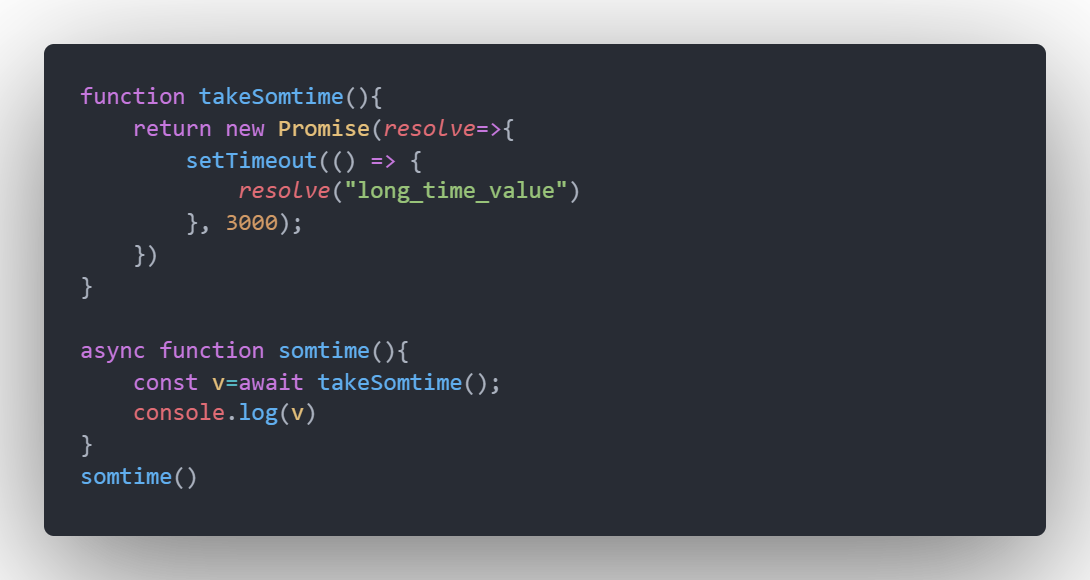 function takeSomtime(){
    return new Promise(resolve=>{
        setTimeout(() => {
            resolve("long_time_value")
        }, 3000);
    })
}

async function somtime(){
    const v=await takeSomtime();
    console.log(v)
}
somtime()